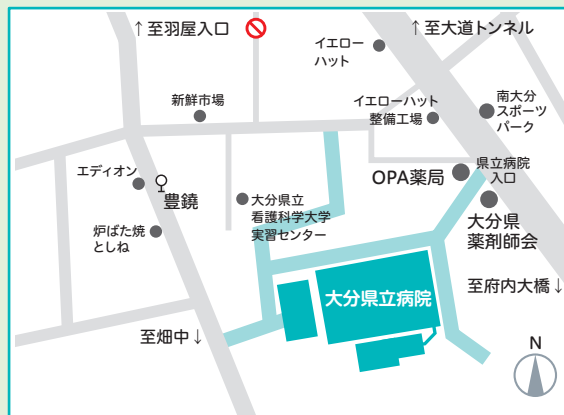 ↑至羽屋入口
↑至大道トンネル
イエロー
ハット
新鮮市場
イエローハット
整備工場
南大分
スポーツ
パーク
エディオン
豊鐃
大分県立
看護科学大学
実習センター
OPA薬局
県立病院
入口
炉ばた焼
としね
大分県
薬剤師会
大分県立病院
至府内大橋↓
至畑中↓
N